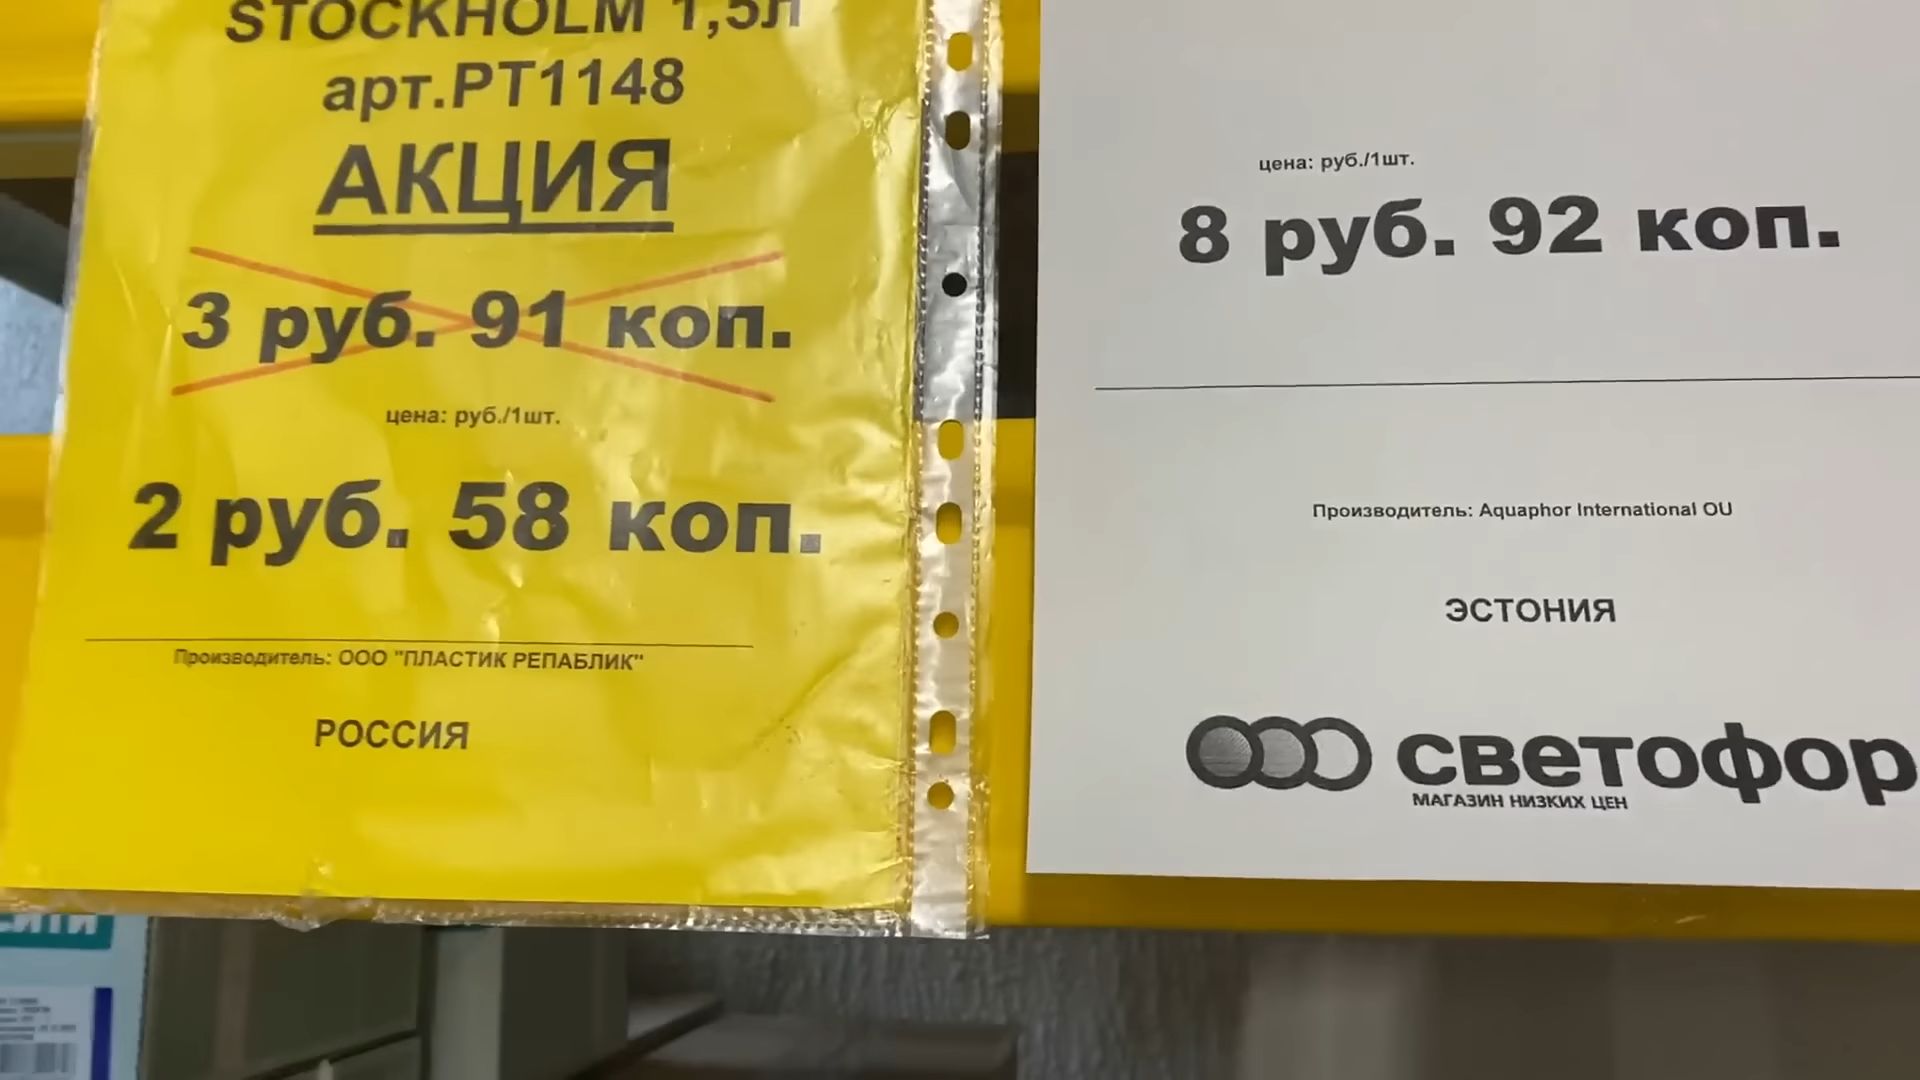 STOCKHOLM 1,5л
арт.РТ1148
АКЦИЯ
3 руб. 91 коп.
цена: руб./1шт.
2 руб. 58 коп.
Производитель: ООО "ПЛАСТИК РЕПАБЛИК"
РОССИЯ
цена: руб./1шт.
8 руб. 92 коп.
Производитель: Aquaphor International OU
ЭСТОНИЯ
светофор
МАГАЗИН НИЗКИХ ЦЕН